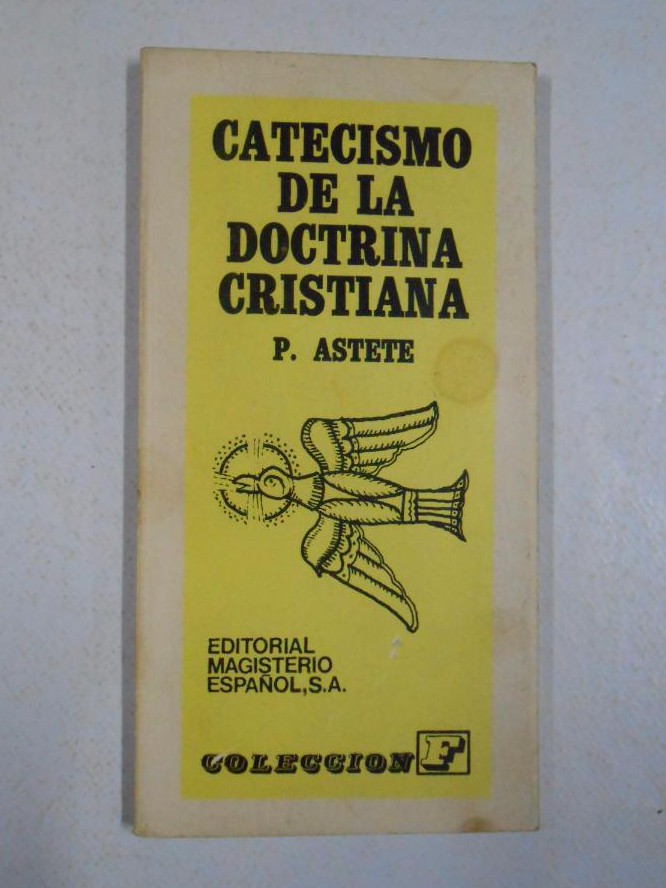 CATECISMO
DE LA
DOCTRINA
CRISTIANA
P. ASTETE
EDITORIAL
MAGISTERIO
ESPAÑOL, S.A.
COLECCION F